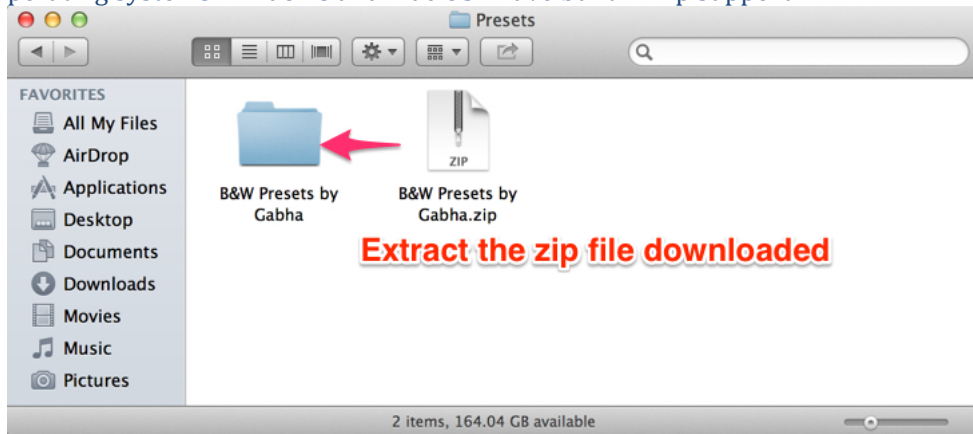 Presets
FAVORITES
All My Files
AirDrop
Applications
Desktop
Documents
Downloads
Movies
Music
Pictures
ZIP
B&W Presets by
Gabha
B&W Presets by
Gabha.zip
Extract the zip file downloaded
2 items, 164.04 GB available